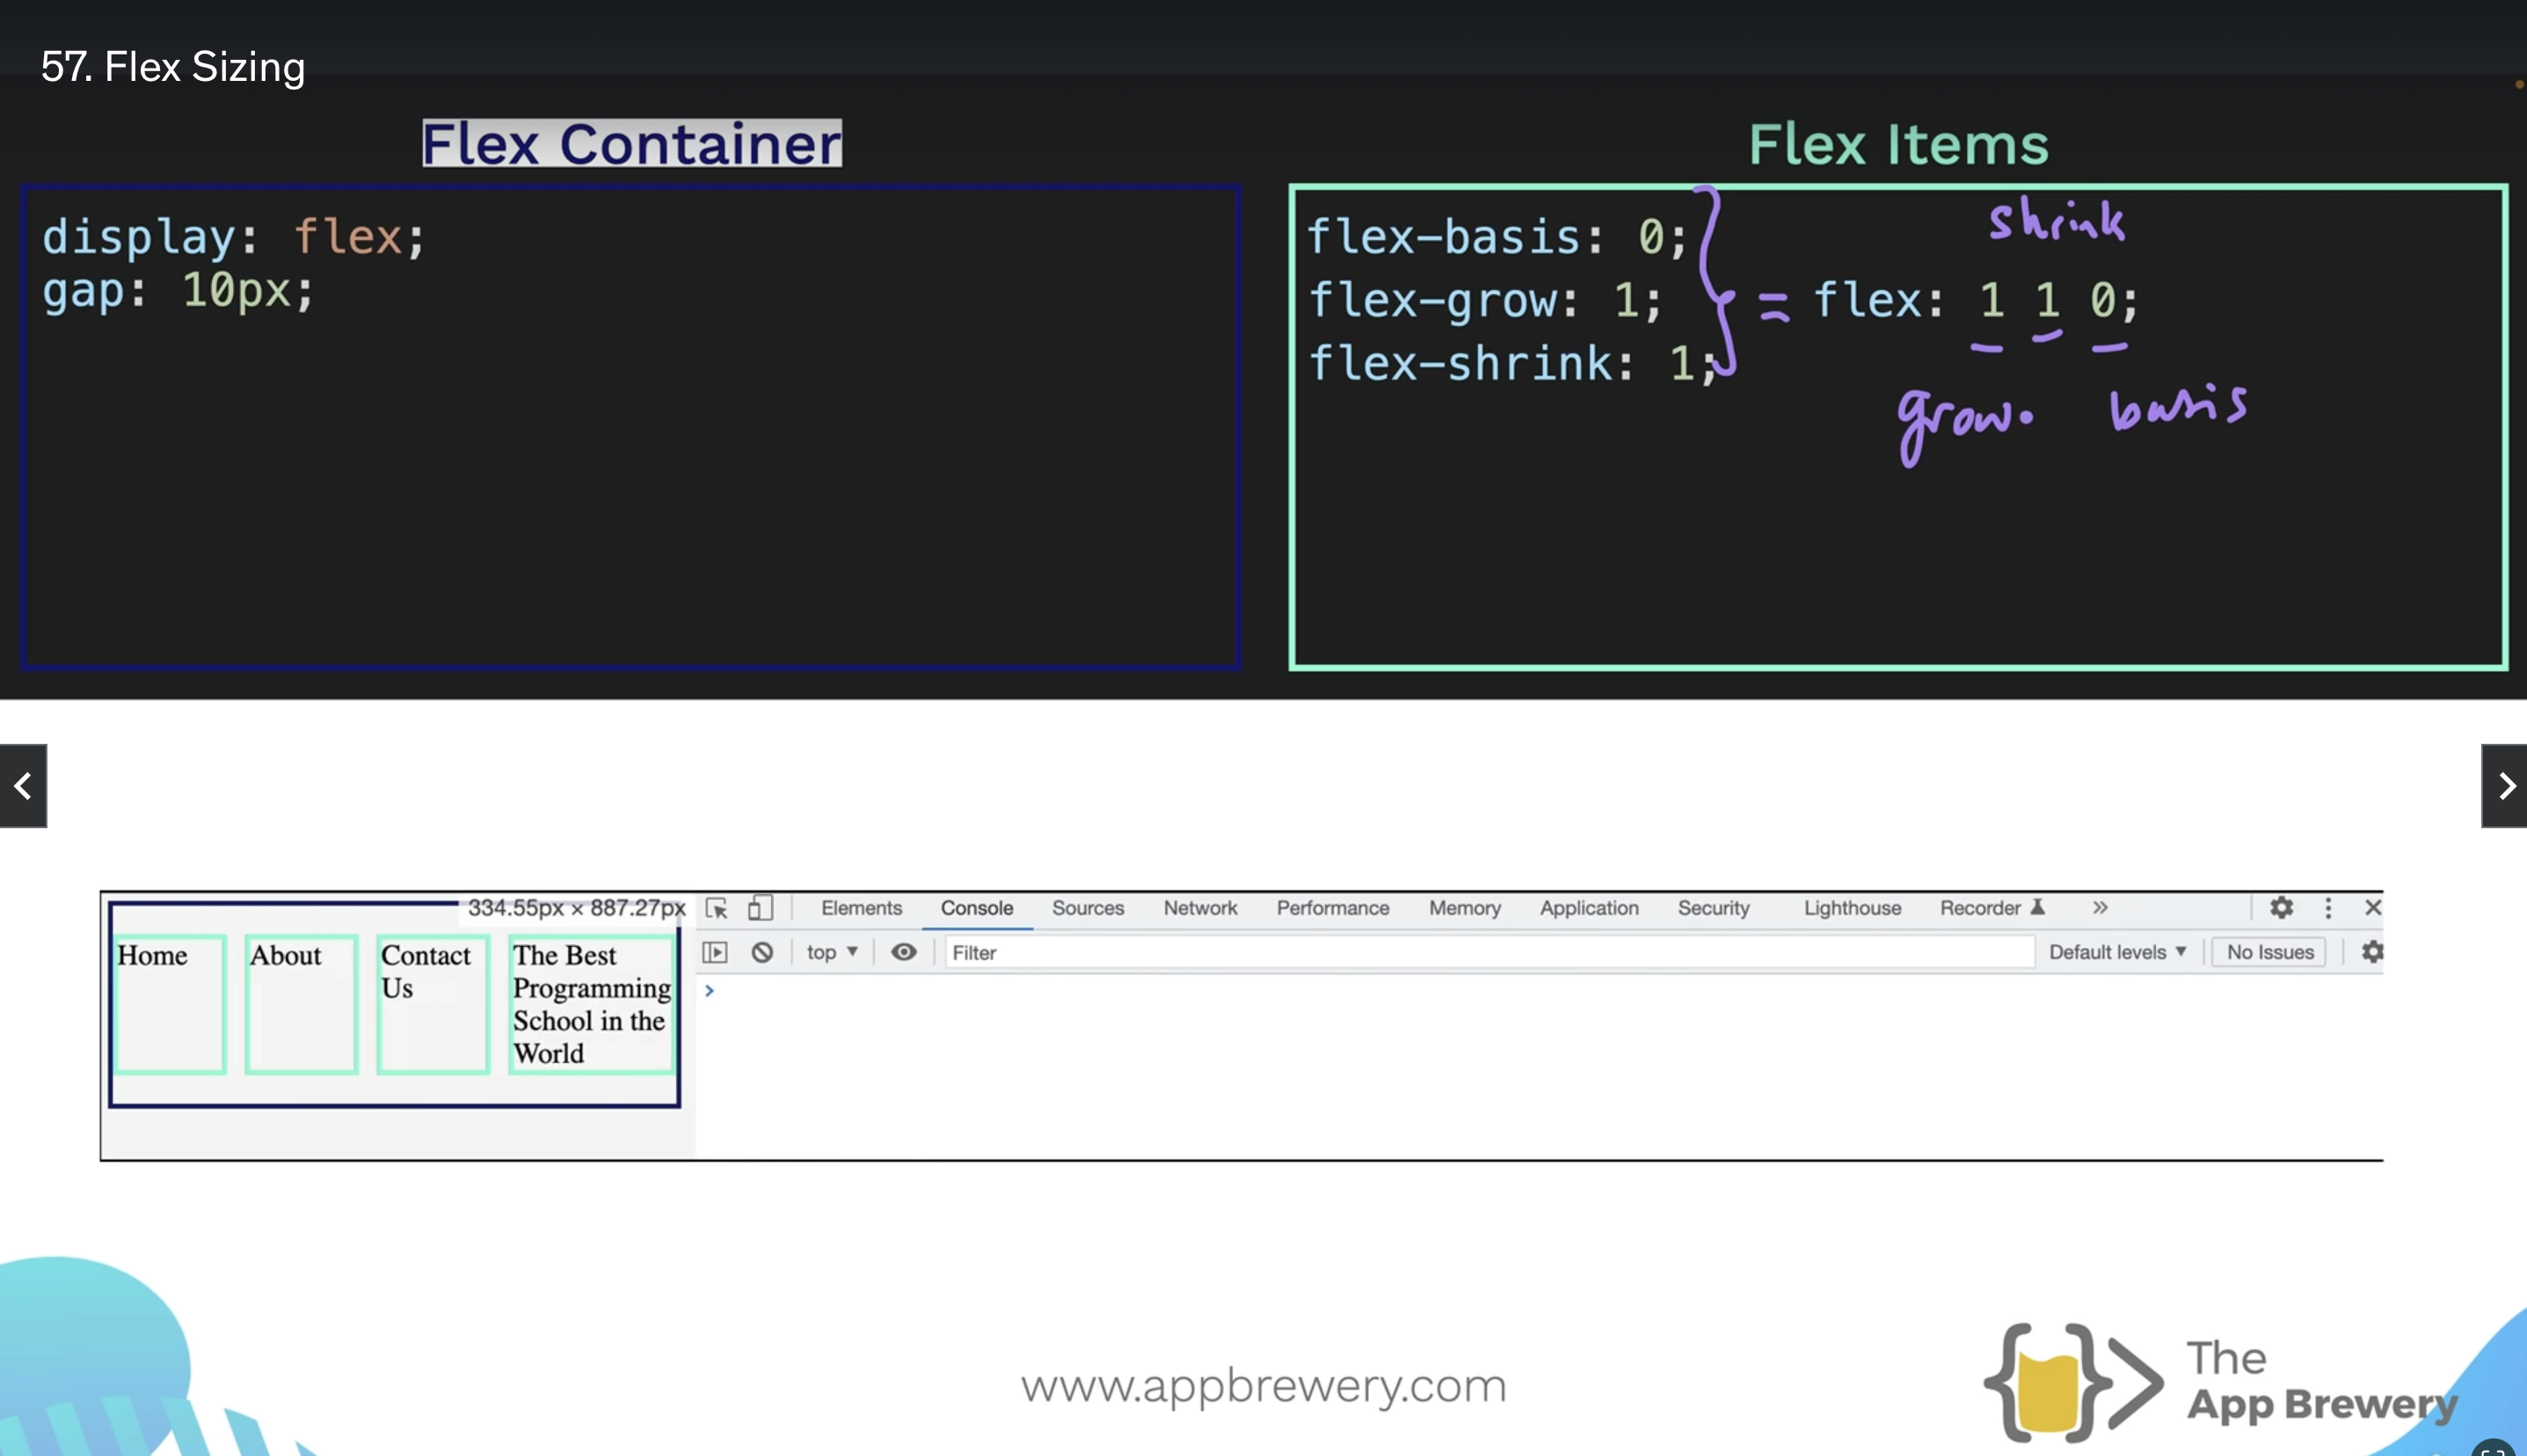 57. Flex Sizing
Flex Container
display: flex;
gap: 10px;
Flex Items
flex-basis: 0;
flex-grow: 1;
flex-shrink: 1;
= flex: 1 1 0;
shrink
grow.
basis
334.55px × 887.27px
Home
About
Contact
Us
The Best
Programming
School in the
World
Elements Console Sources Network Performance Memory Application Security Lighthouse Recorder »
top ▼ Filter Default levels ▼ No Issues
www.appbrewery.com
The
App Brewery